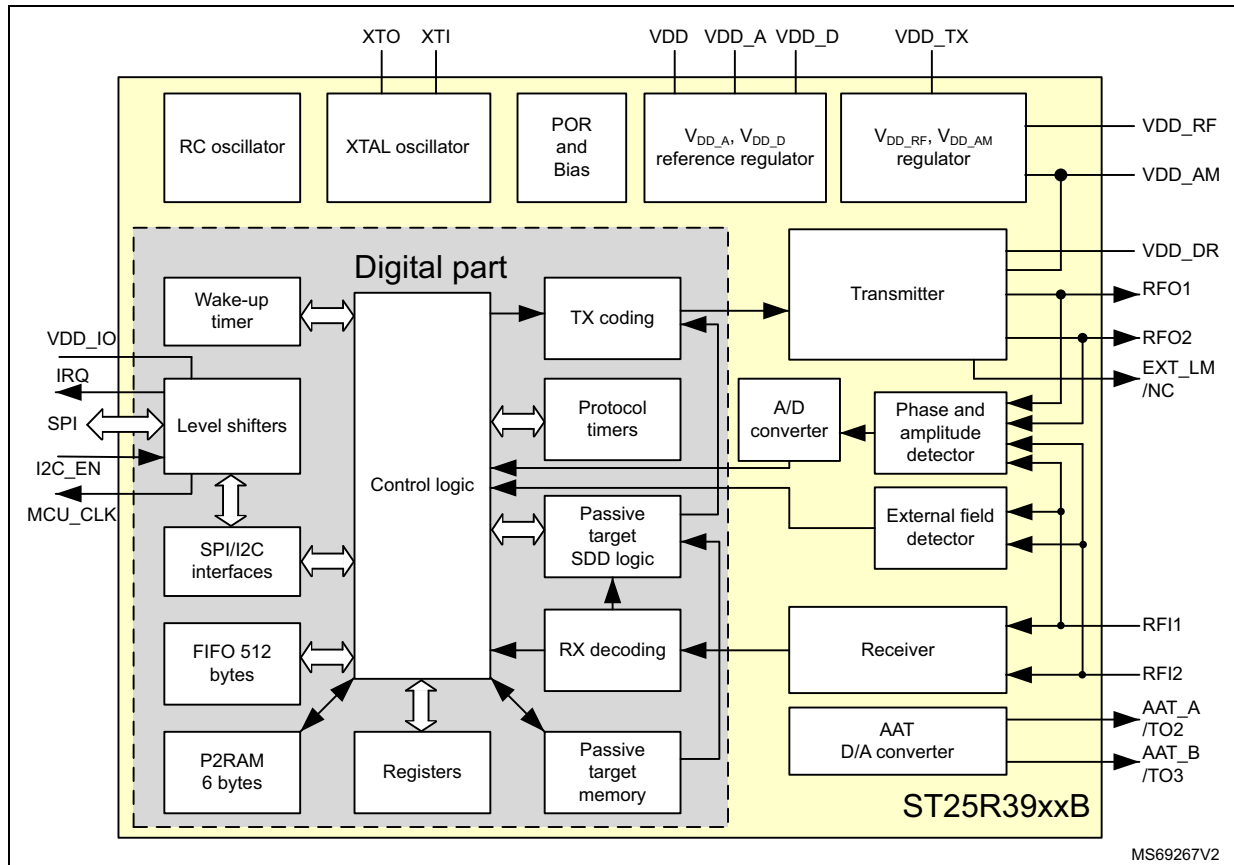 XTO
XTI
VDD
VDD_A
VDD_D
VDD_TX
RC oscillator
XTAL oscillator
POR
and
Bias
VDD_A, VDD_D
reference regulator
VDD_RF, VDD_AM
regulator
VDD_RF
VDD_AM
VDD_DR
RFO1
RFO2
EXT_LM
/NC
Digital part
Wake-up
timer
TX coding
Transmitter
VDD_IO
IRQ
SPI
I2C_EN
MCU_CLK
Level shifters
Control logic
Protocol
timers
A/D
converter
Phase and
amplitude
detector
SPI/I2C
interfaces
Passive
target
SDD logic
External field
detector
FIFO 512
bytes
RX decoding
Receiver
RFI1
RFI2
P2RAM
6 bytes
Registers
Passive
target
memory
AAT
D/A converter
AAT_A
/TO2
AAT_B
/TO3
ST25R39xxB
MS69267V2